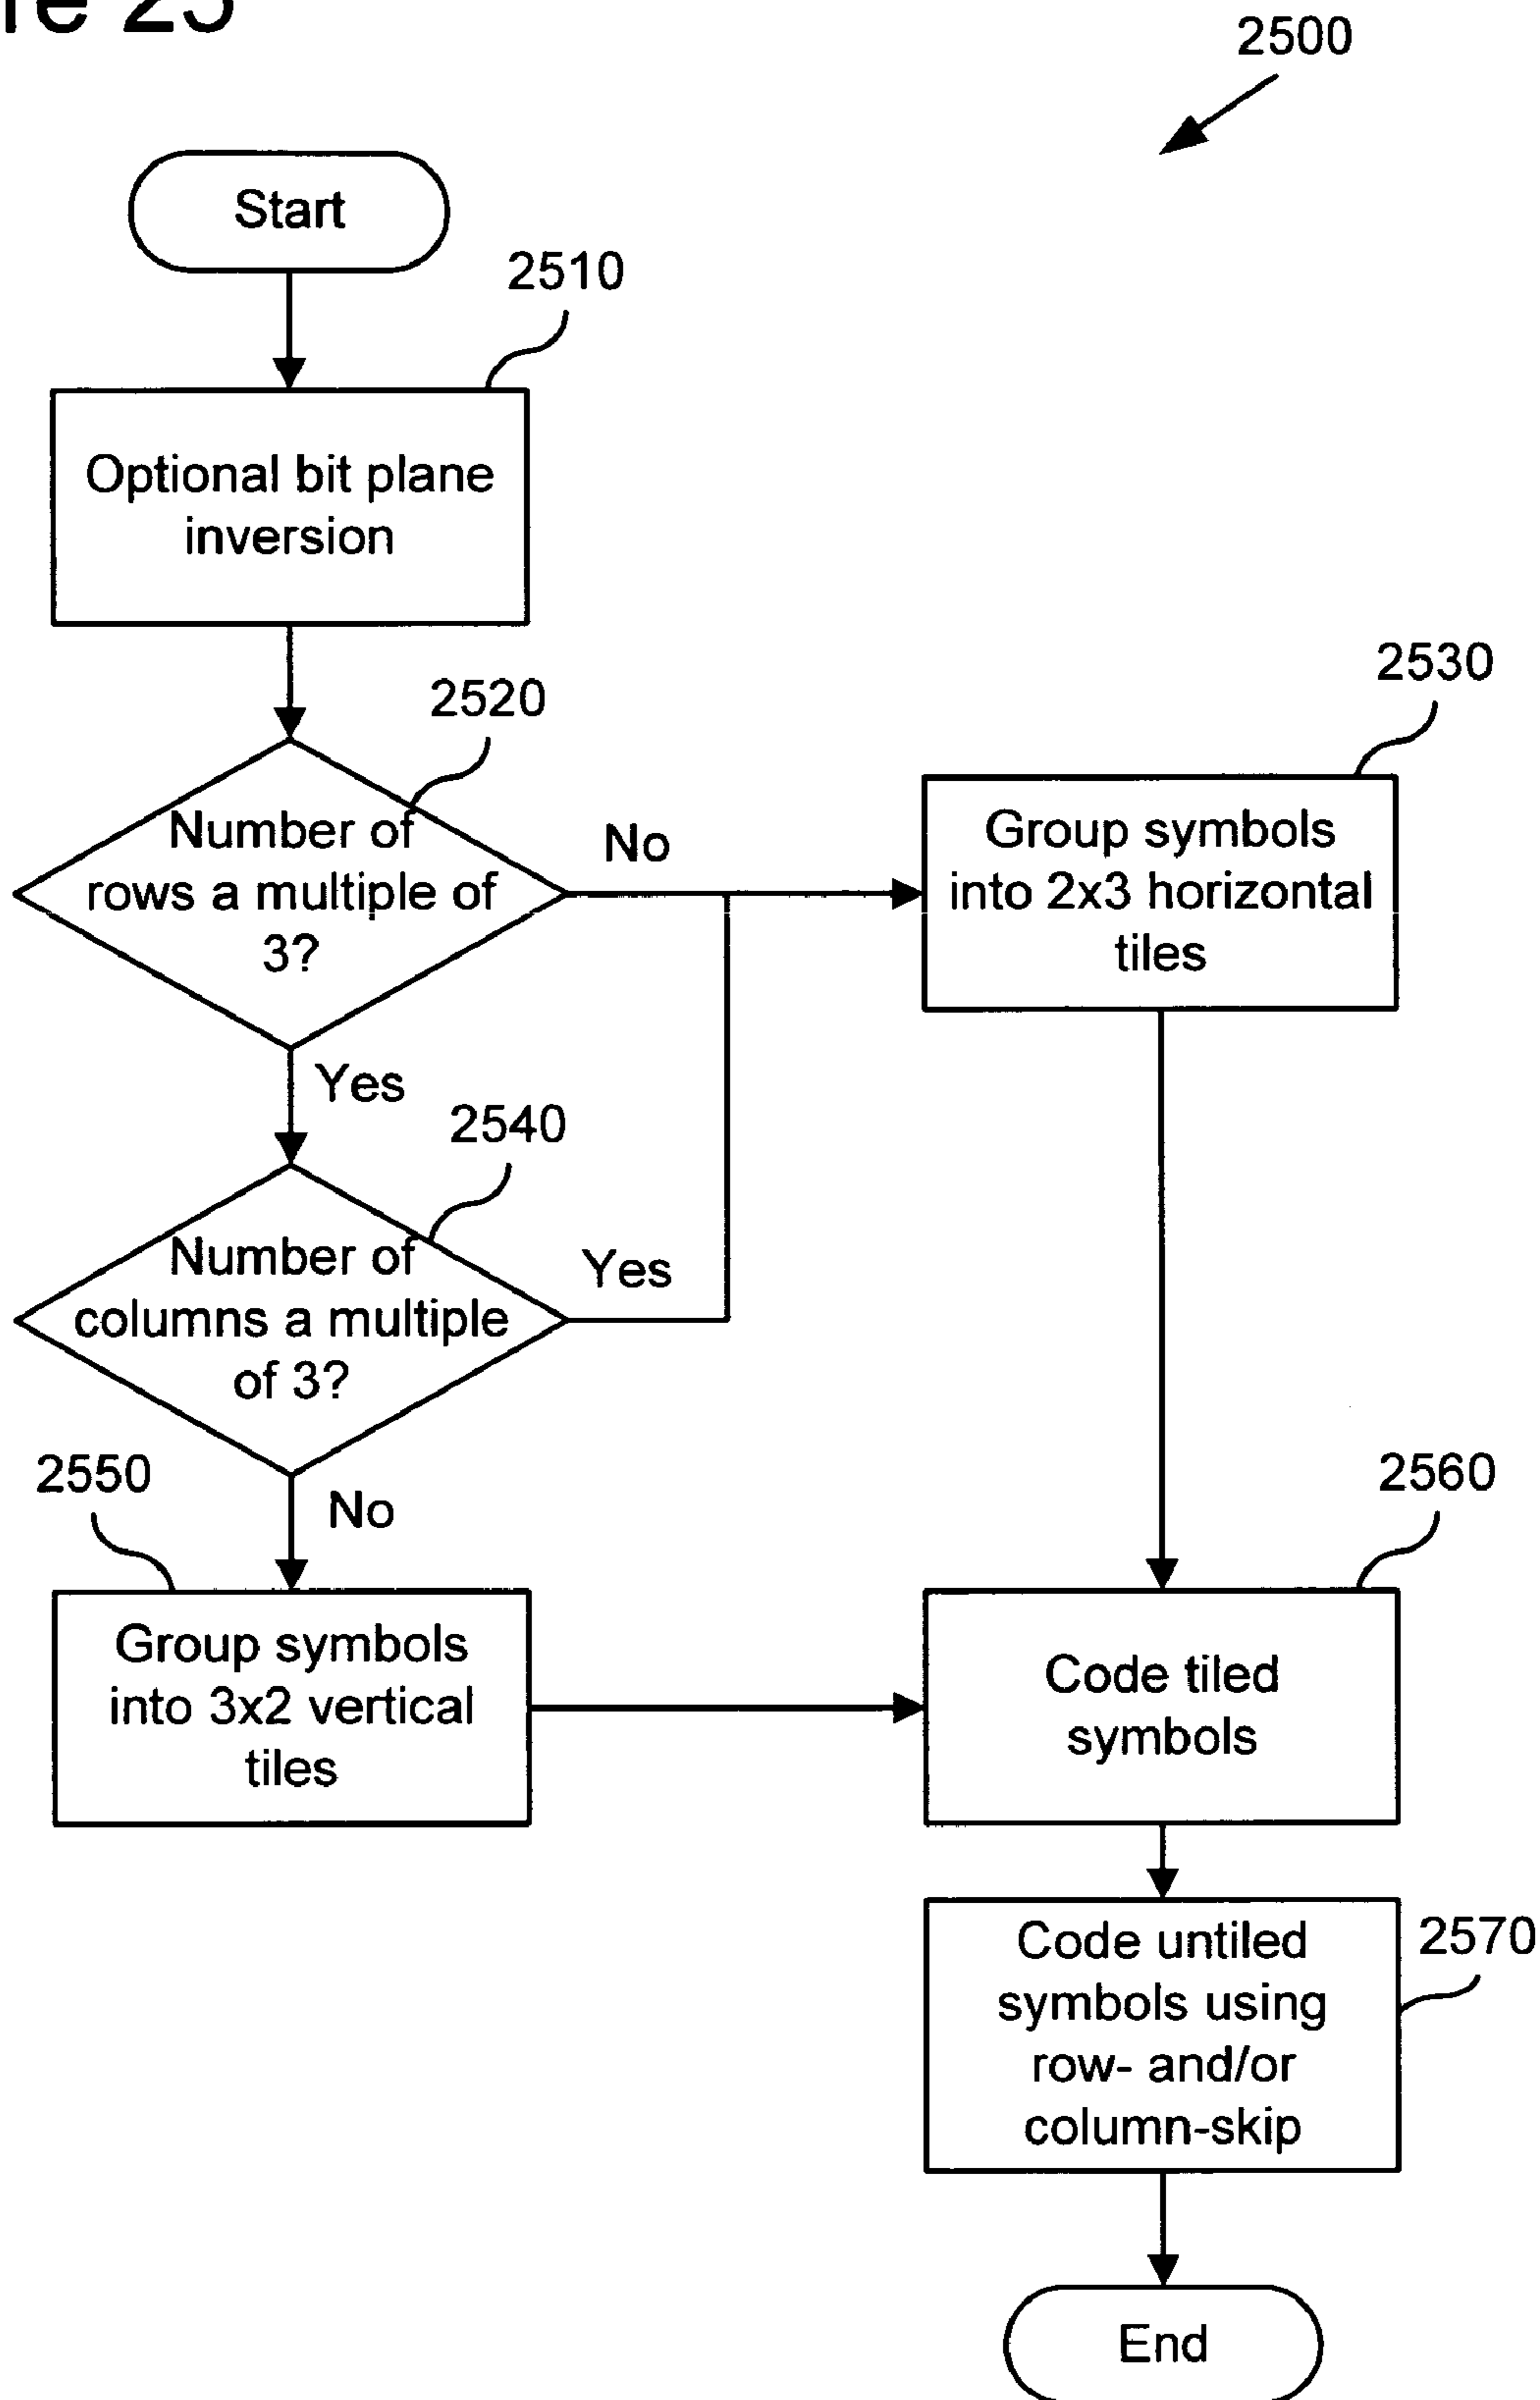 2500
Start
2510
Optional bit plane
inversion
2520
Number of
rows a multiple of
3?
No
2530
Group symbols
into 2x3 horizontal
tiles
Yes
2540
Number of
columns a multiple
of 3?
Yes
2550
No
Group symbols
into 3x2 vertical
tiles
2560
Code tiled
symbols
2570
Code untiled
symbols using
row- and/or
column-skip
End